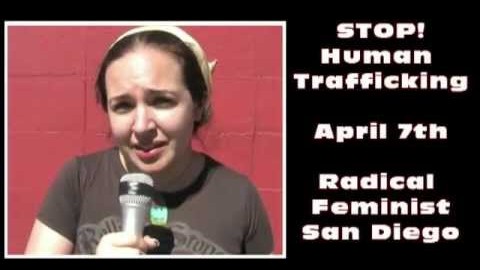 STOP!
Human
Trafficking
April 7th
Radical
Feminist
San Diego